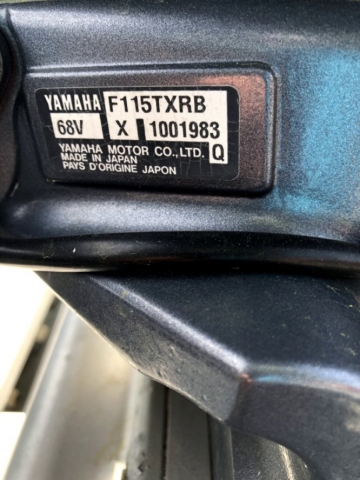 YAMAHA F115TXRB
68V X 1001983
YAMAHA MOTOR CO., LTD. Q
MADE IN JAPAN
PAYS D'ORIGINE JAPON